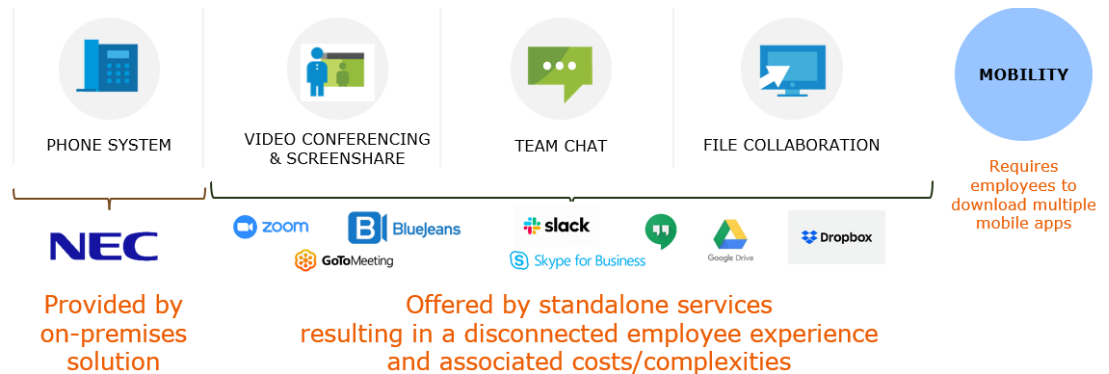 PHONE SYSTEM
VIDEO CONFERENCING
& SCREENSHARE
TEAM CHAT
FILE COLLABORATION
MOBILITY
Requires
employees to
download multiple
mobile apps
NEC
zoom
B BlueJeans
GoToMeeting
slack
Skype for Business
Google Drive
Dropbox
Provided by
on-premises
solution
Offered by standalone services
resulting in a disconnected employee experience
and associated costs/complexities